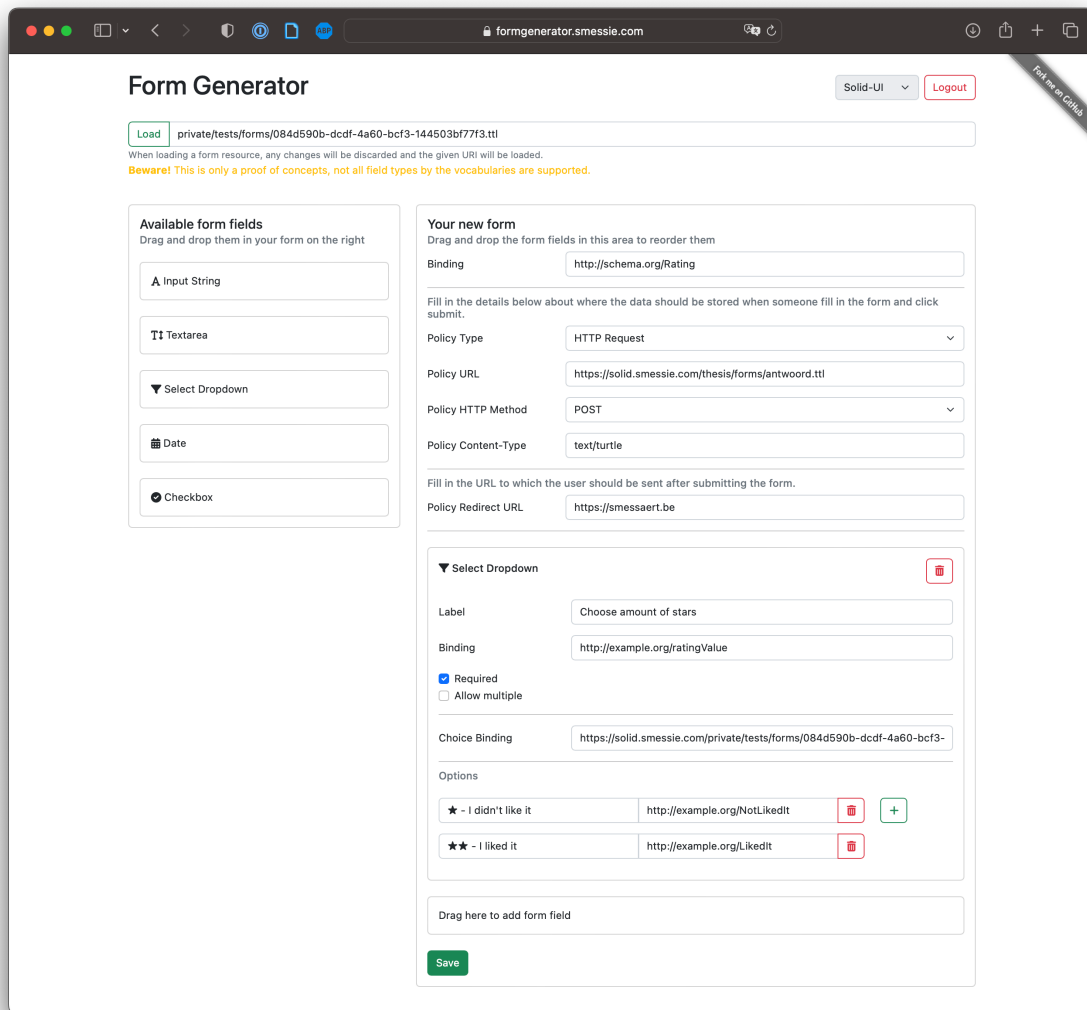 ABP
formgenerator.smessie.com
Fork me on GitHub
Form Generator
Solid-UI
Logout
Load
private/tests/forms/084d590b-dcdf-4a60-bcf3-144503bf77f3.ttl
When loading a form resource, any changes will be discarded and the given URI will be loaded.
Beware! This is only a proof of concepts, not all field types by the vocabularies are supported.
Available form fields
Drag and drop them in your form on the right
Input String
Textarea
Select Dropdown
Date
Checkbox
Your new form
Drag and drop the form fields in this area to reorder them
Binding
http://schema.org/Rating
Fill in the details below about where the data should be stored when someone fill in the form and click
submit.
Policy Type
HTTP Request
Policy URL
https://solid.smessie.com/thesis/forms/antwoord.ttl
Policy HTTP Method
POST
Policy Content-Type
text/turtle
Fill in the URL to which the user should be sent after submitting the form.
Policy Redirect URL
https://smessaert.be
Select Dropdown
Label
Choose amount of stars
Binding
http://example.org/ratingValue
Required
Allow multiple
Choice Binding
https://solid.smessie.com/private/tests/forms/084d590b-dcdf-4a60-bcf3-
Options
★ - I didn't like it
http://example.org/NotLikedIt
★★ - I liked it
http://example.org/LikedIt
Drag here to add form field
Save